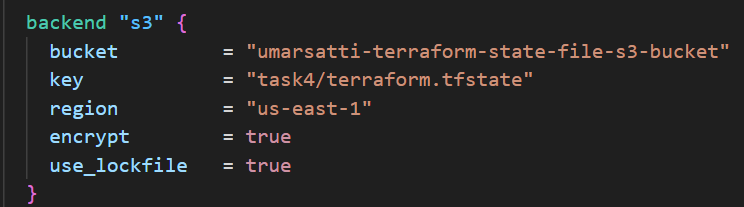 backend "s3" {
bucket = "umarsatti-terraform-state-file-s3-bucket"
key = "task4/terraform.tfstate"
region = "us-east-1"
encrypt = true
use_lockfile = true
}